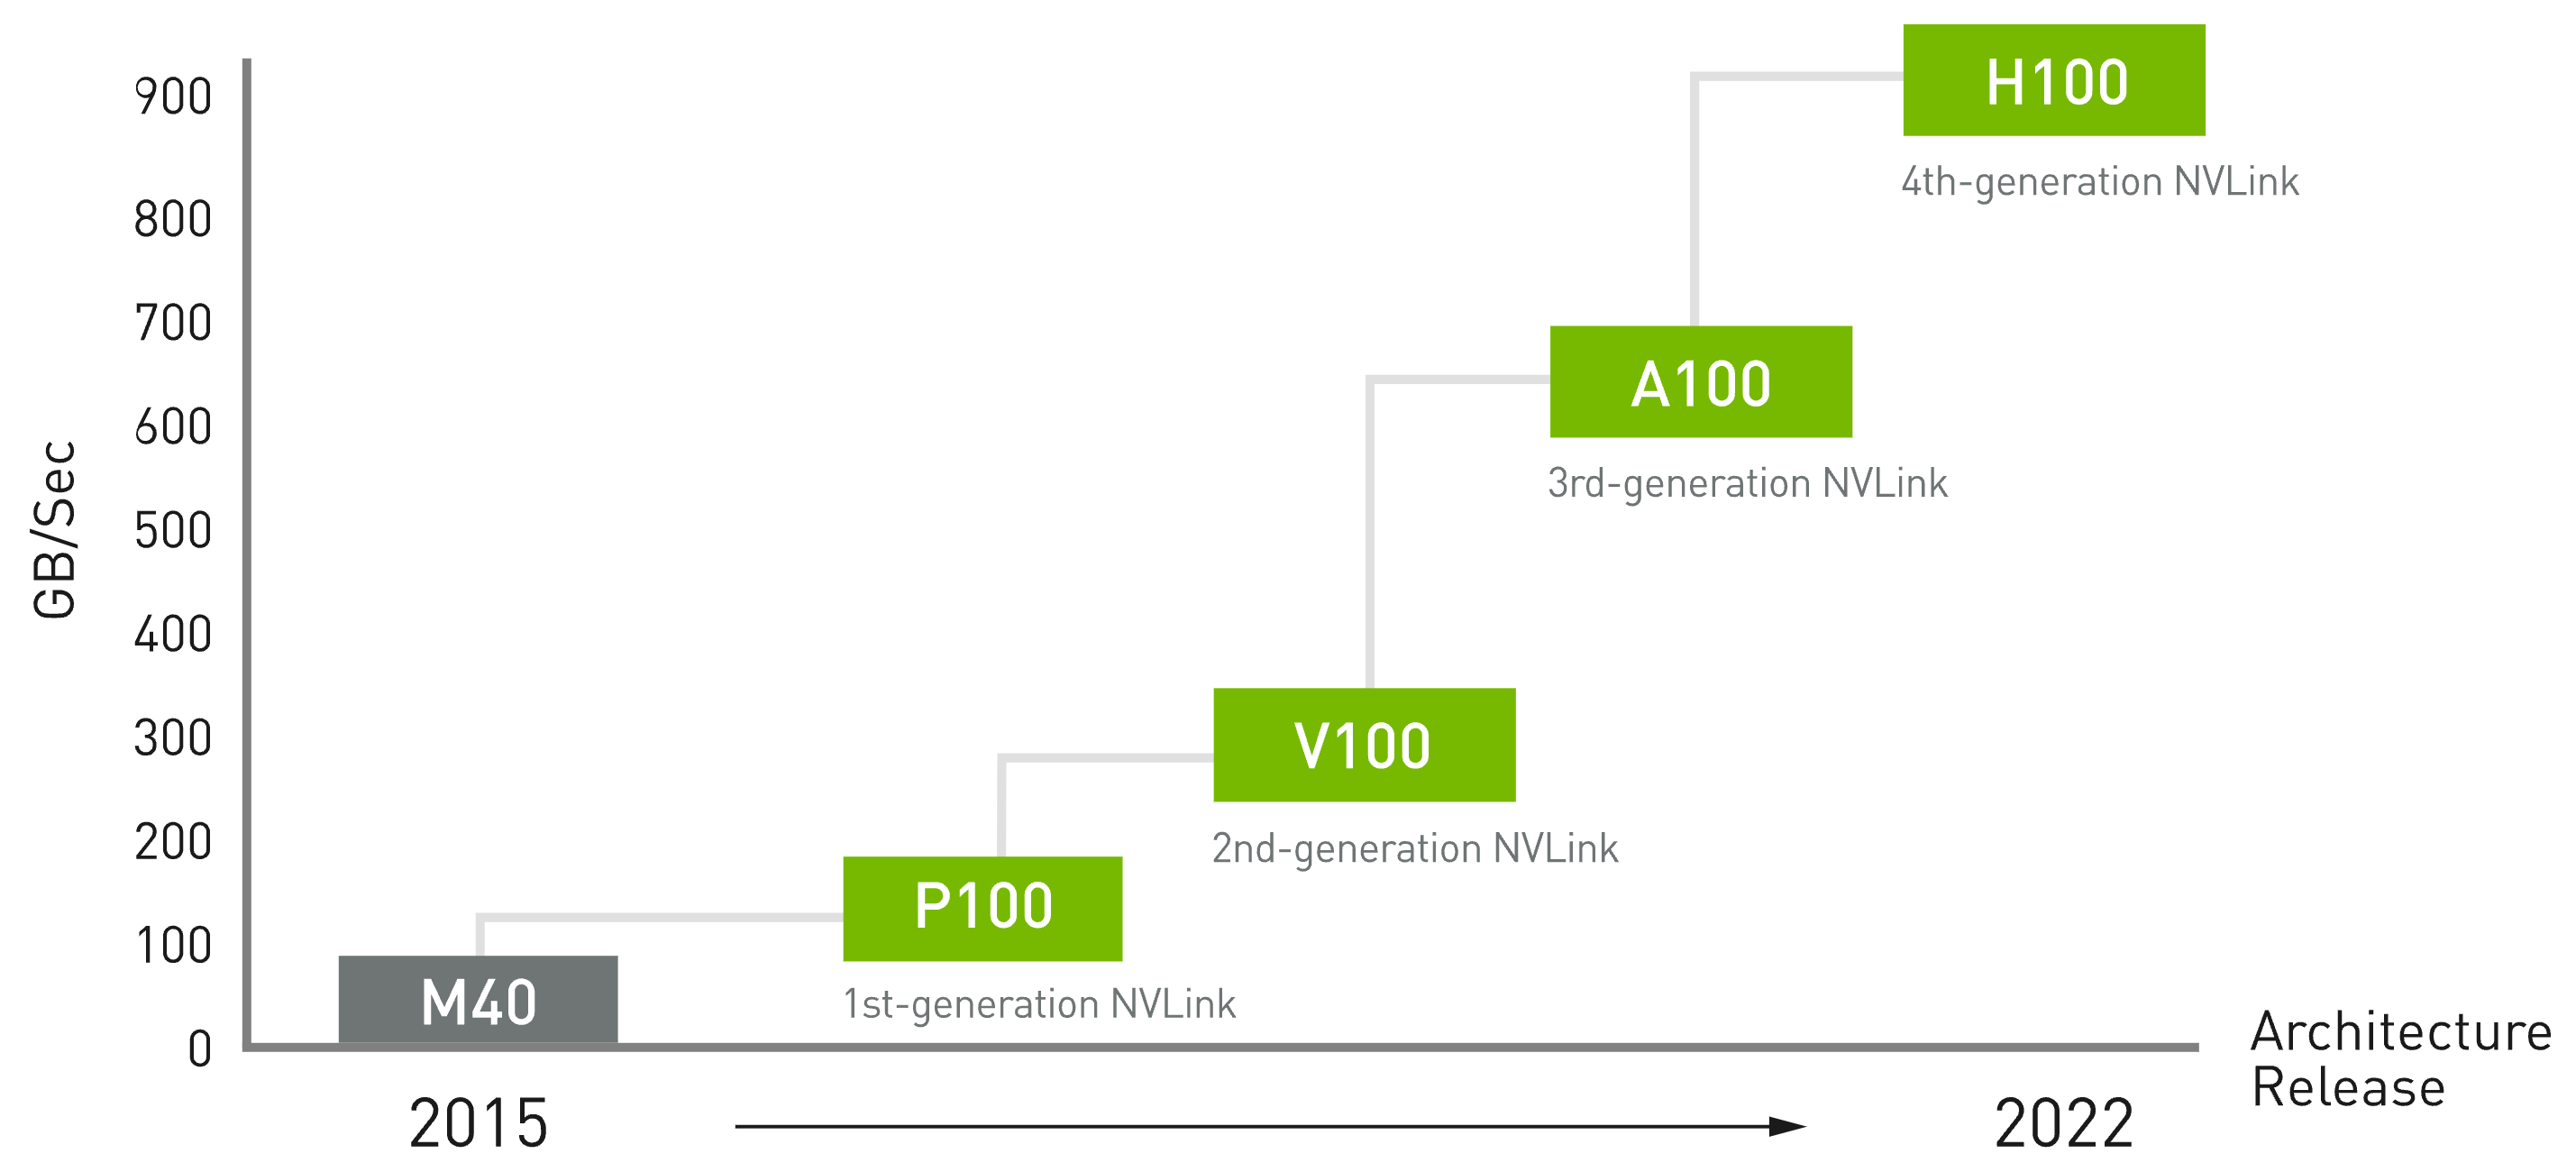 GB/Sec
900
800
700
600
500
400
300
200
100
0
H100
4th-generation NVLink
A100
3rd-generation NVLink
V100
2nd-generation NVLink
P100
1st-generation NVLink
M40
2015
2022
Architecture
Release